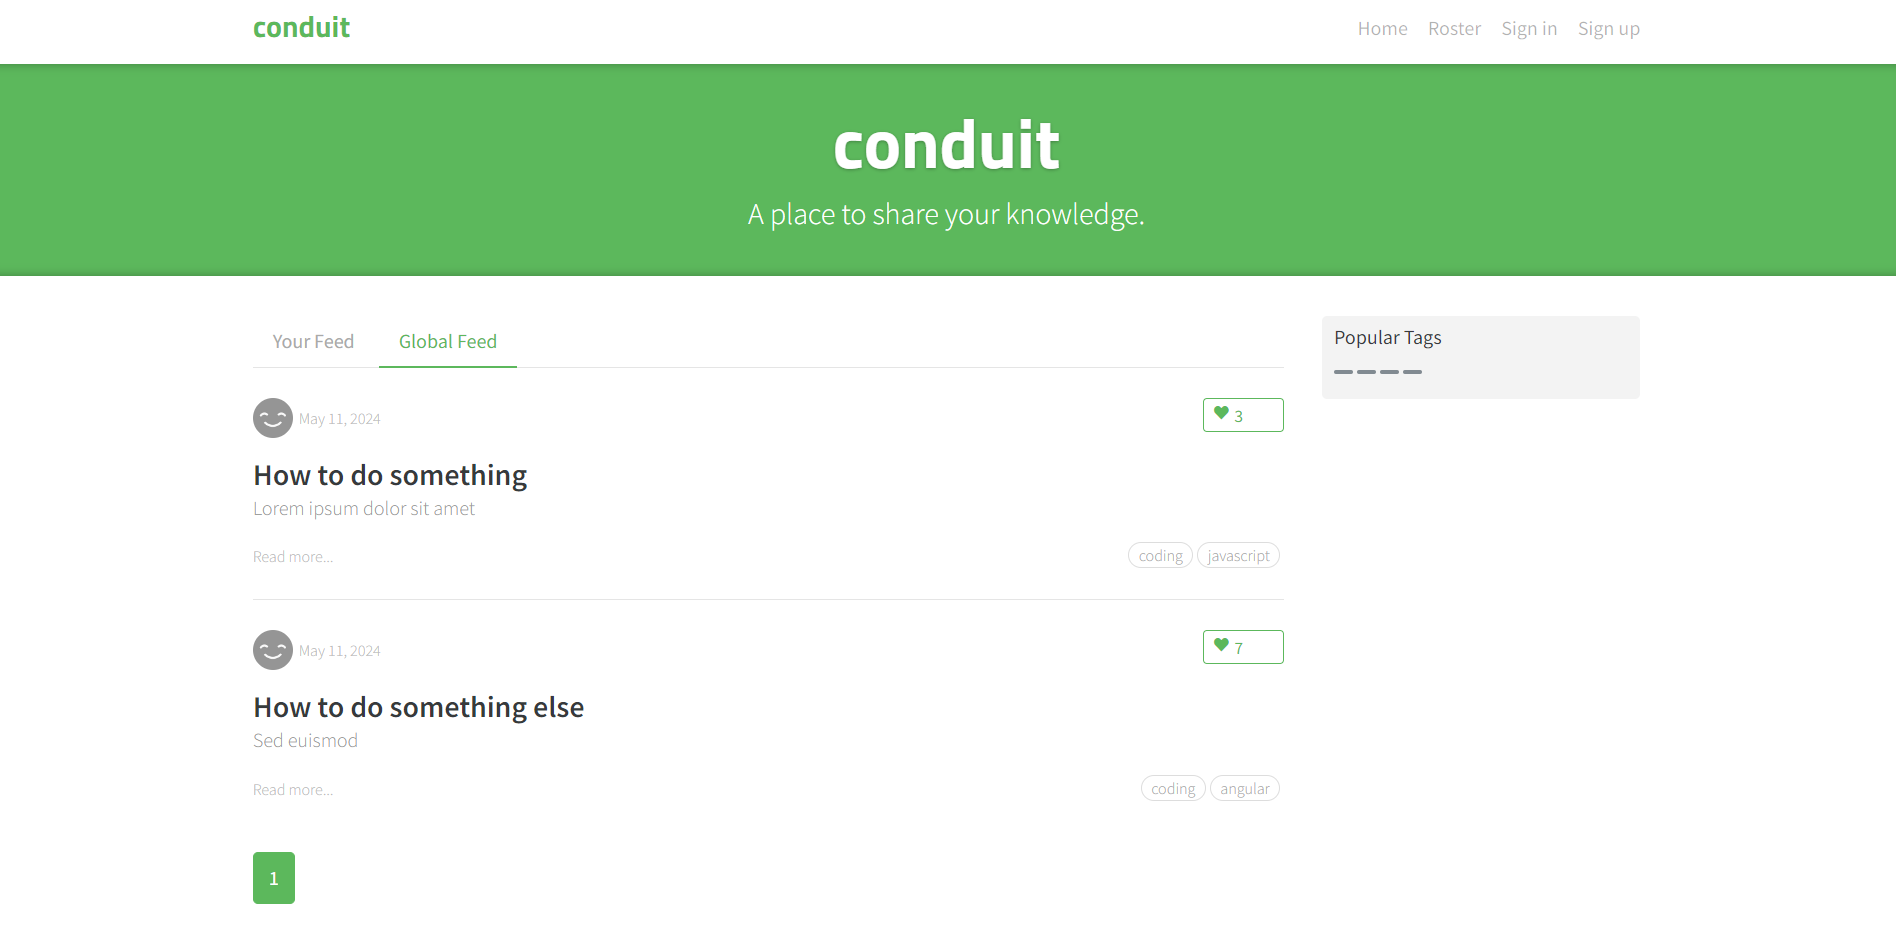 conduit
Home Roster Sign in Sign up
conduit
A place to share your knowledge.
Your Feed Global Feed
Popular Tags
May 11, 2024
3
How to do something
Lorem ipsum dolor sit amet
Read more...
coding javascript
May 11, 2024
7
How to do something else
Sed euismod
Read more...
coding angular
1